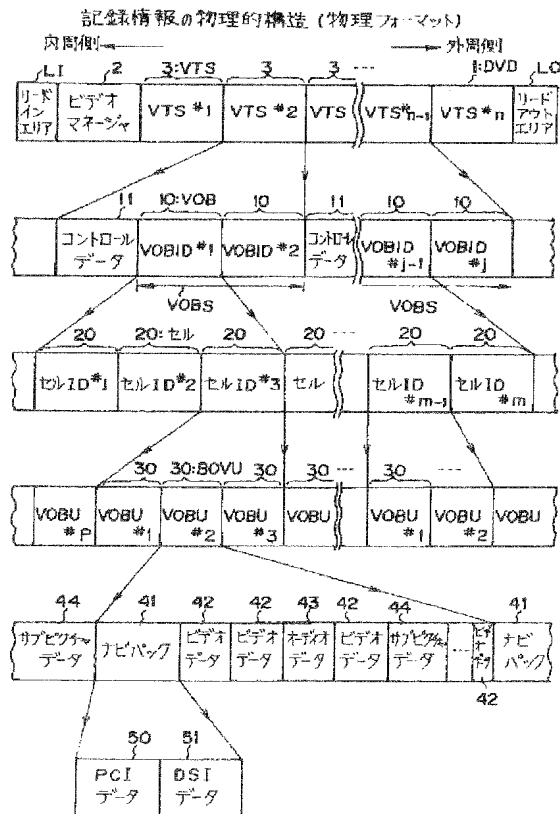 記録情報の物理的構造 (物理フォーマット)
内周側 外周側
LI 2 3:VTS 3 3 ... 1:DVD LO
リード
イン
エリア
ビデオ
マネージャ
VTS #1
VTS #2
VTS
VTS#n-1
VTS #n
リード
アウト
エリア
11 10:VOB 10 11 10 10
コントロール
データ
VOBID#1
VOBID #2
コントロール
データ
VOBID
#j-1
VOBID
#j
VOBS VOBS
20 20:セル 20 20 ... 20 20
セルID#1
セルID#2
セルID#3
セル
セルID
#m-1
セルID
#m
30 30:BOVU 30 30 ... 30
VOBU
#P
VOBU
#1
VOBU
#2
VOBU
#3
VOBU
VOBU
#1
VOBU
#2
VOBU
44 41 42 42 43 42 44 41
サブピクチャ
データ
ナビパック
ビデオ
データ
ビデオ
データ
オーディオ
データ
ビデオ
データ
サブピクチャ
データ
...
ビデオ
データ
ナビ
パック
42
50 51
PCI
データ
DSI
データ